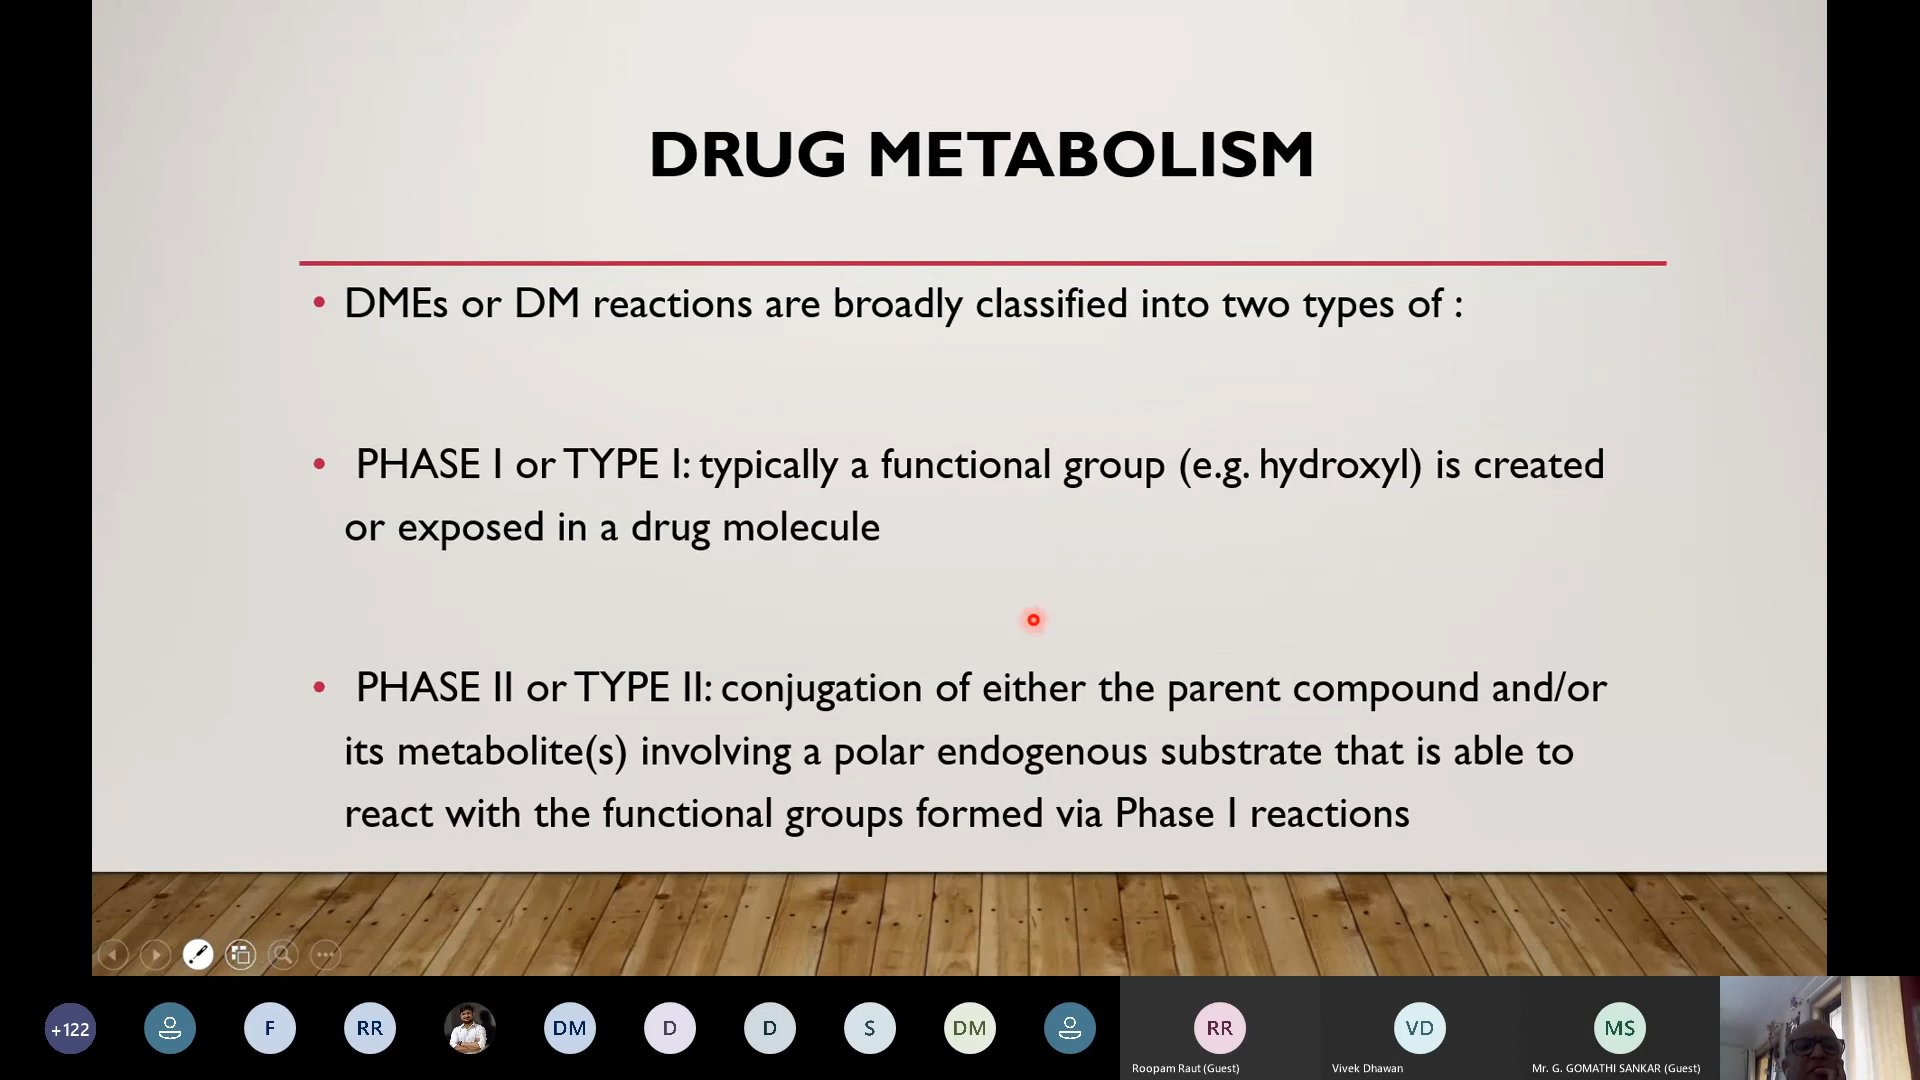 DRUG METABOLISM
• DMEs or DM reactions are broadly classified into two types of :
• PHASE I or TYPE I: typically a functional group (e.g. hydroxyl) is created
or exposed in a drug molecule
• PHASE II or TYPE II: conjugation of either the parent compound and/or
its metabolite(s) involving a polar endogenous substrate that is able to
react with the functional groups formed via Phase I reactions
+122
F
RR
DM
D
D
S
DM
RR
VD
MS
Roopam Raut (Guest)
Vivek Dhawan
Mr. G. GOMATHI SANKAR (Guest)